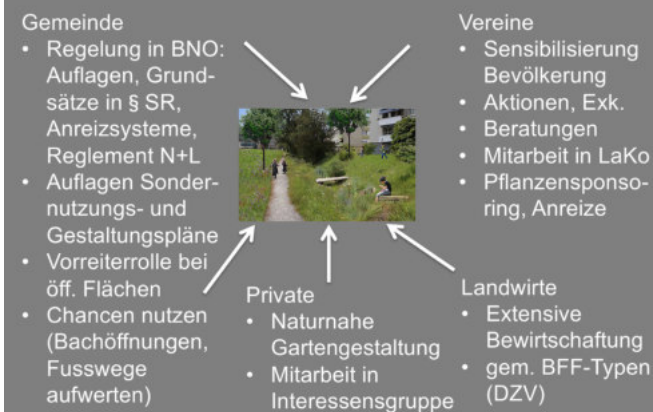 Gemeinde
• Regelung in BNO:
Auflagen, Grund-
sätze in § SR,
Anreizsysteme,
Reglement N+L
• Auflagen Sonder-
nutzungs- und
Gestaltungspläne
• Vorreiterrolle bei
öff. Flächen
• Chancen nutzen
(Bachöffnungen,
Fusswege
aufwerten)
Private
• Naturnahe
Gartengestaltung
• Mitarbeit in
Interessensgruppe
Vereine
• Sensibilisierung
Bevölkerung
• Aktionen, Exk.
• Beratungen
• Mitarbeit in LaKo
• Pflanzensponso-
ring, Anreize
Landwirte
• Extensive
Bewirtschaftung
• gem. BFF-Typen
(DZV)